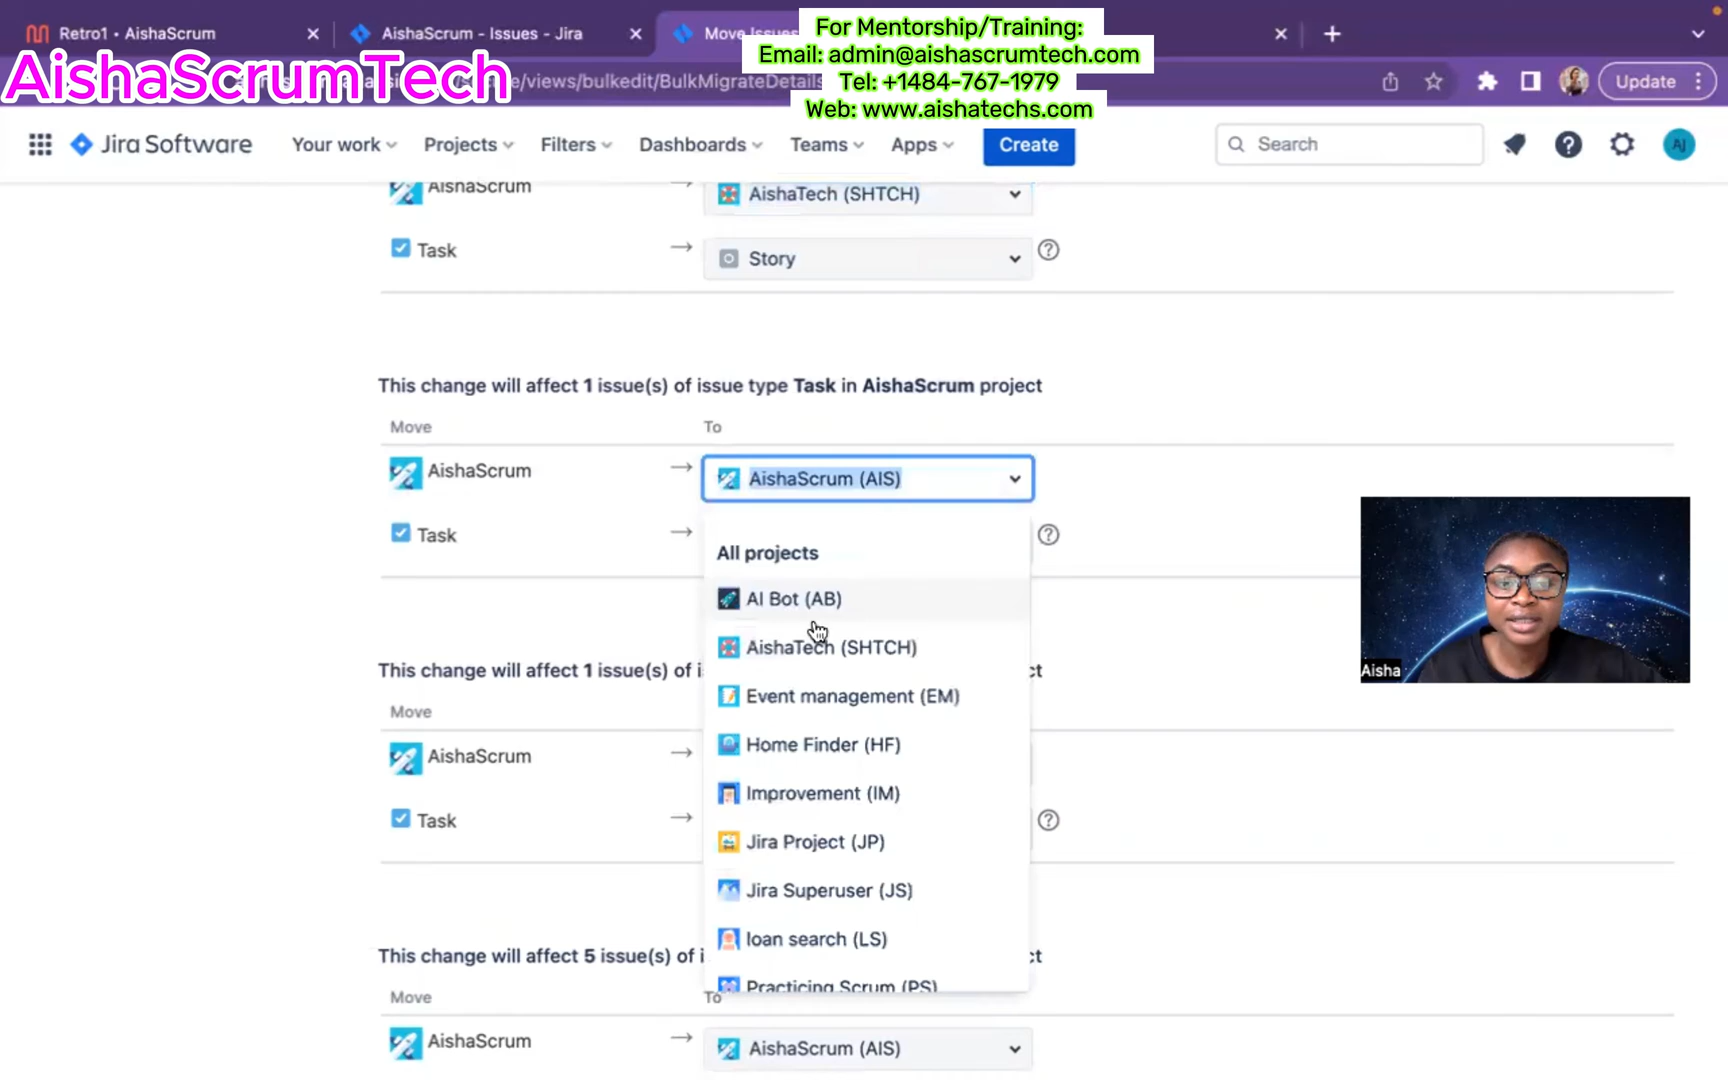 Retro1 • AishaScrum
AishaScrum - Issues - Jira
Move Issues
For Mentorship/Training:
Email: admin@aishascrumtech.com
Tel: +1484-767-1979
Web: www.aishatechs.com
AishaScrumTech
/views/bulkedit/BulkMigrateDetails
Update
Jira Software
Your work
Projects
Filters
Dashboards
Teams
Apps
Create
Search
AJ
AishaScrum
AishaTech (SHTCH)
Task
Story
This change will affect 1 issue(s) of issue type Task in AishaScrum project
Move
To
AishaScrum
AishaScrum (AIS)
Task
All projects
AI Bot (AB)
AishaTech (SHTCH)
Event management (EM)
Home Finder (HF)
Improvement (IM)
Jira Project (JP)
Jira Superuser (JS)
loan search (LS)
Practicing Scrum (PS)
Aisha
This change will affect 1 issue(s) of
Move
AishaScrum
Task
This change will affect 5 issue(s) of
Move
To
AishaScrum
AishaScrum (AIS)